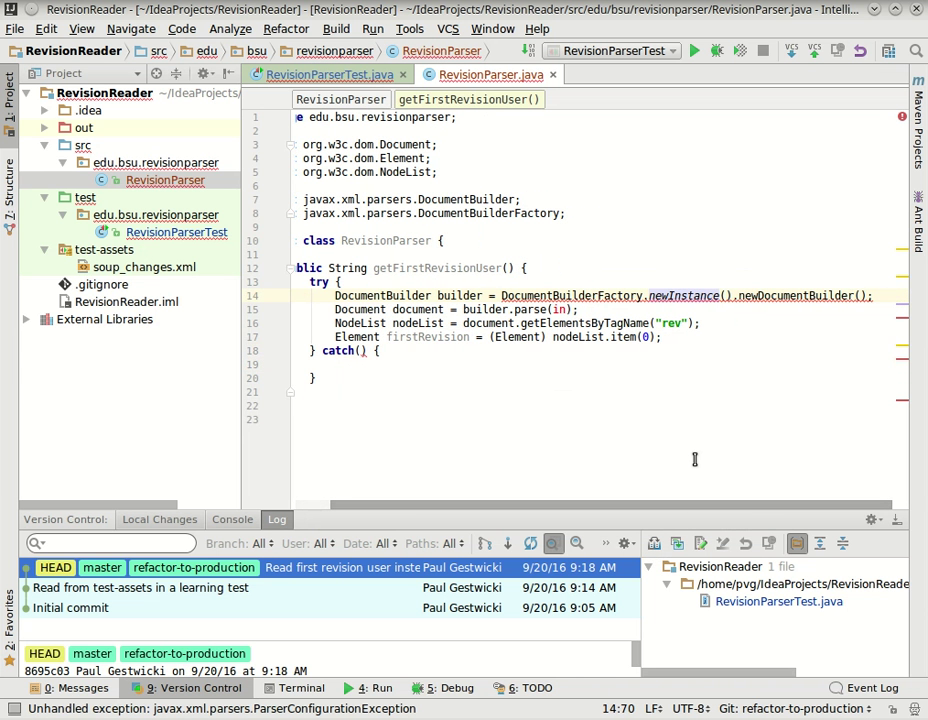 RevisionReader - [~/IdeaProjects/RevisionReader] - [RevisionReader] - ~/IdeaProjects/RevisionReader/src/edu/bsu/revisionparser/RevisionParser.java - Intelli...
File Edit View Navigate Code Analyze Refactor Build Run Tools VCS Window Help
RevisionReader src edu bsu revisionparser RevisionParser RevisionParserTest VCS VCS
Project RevisionParserTest.java RevisionParser.java
1: Project
7: Structure
2: Favorites
Maven Projects
Ant Build
RevisionReader ~/IdeaProjects/
.idea
out
src
edu.bsu.revisionparser
RevisionParser
test
edu.bsu.revisionparser
RevisionParserTest
test-assets
soup_changes.xml
.gitignore
RevisionReader.iml
External Libraries
RevisionParser getFirstRevisionUser()
1 e edu.bsu.revisionparser;
2
3 org.w3c.dom.Document;
4 org.w3c.dom.Element;
5 org.w3c.dom.NodeList;
6
7 javax.xml.parsers.DocumentBuilder;
8 javax.xml.parsers.DocumentBuilderFactory;
9
10 class RevisionParser {
11
12 blic String getFirstRevisionUser() {
13 try {
14 DocumentBuilder builder = DocumentBuilderFactory.newInstance().newDocumentBuilder();
15 Document document = builder.parse(in);
16 NodeList nodeList = document.getElementsByTagName("rev");
17 Element firstRevision = (Element) nodeList.item(0);
18 } catch() {
19
20 }
21
22
23
Version Control: Local Changes Console Log
Branch: All User: All Date: All Paths: All
HEAD master refactor-to-production Read first revision user inste Paul Gestwicki 9/20/16 9:18 AM
Read from test-assets in a learning test Paul Gestwicki 9/20/16 9:14 AM
Initial commit Paul Gestwicki 9/20/16 9:05 AM
RevisionReader 1 file
/home/pvg/IdeaProjects/RevisionReade
RevisionParserTest.java
HEAD master refactor-to-production
8695c03 Paul Gestwicki on 9/20/16 at 9:18 AM
0: Messages 9: Version Control Terminal 4: Run 5: Debug 6: TODO Event Log
Unhandled exception: javax.xml.parsers.ParserConfigurationException 14:70 LF UTF-8 Git: refactor-to-production